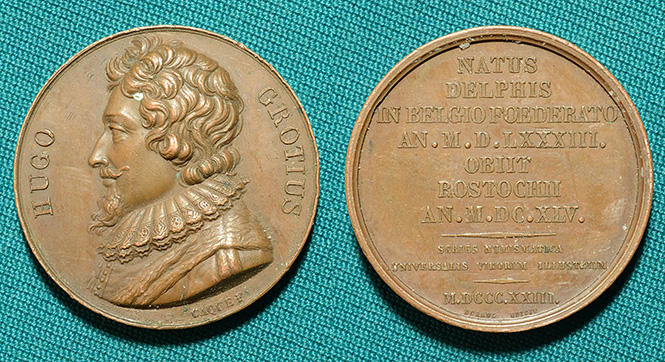 HUGO GROTIUS
CAQUÉ F.
NATUS
DELPHIS
IN BELGIO FOEDERATO
AN. M. D. LXXXIII.
OBIIT
ROSTOCHII
AN. M. DC. XLV.
SERIES NUMISMATICA
UNIVERSALIS VIRORUM ILLUSTRIUM
M.DCCC.XXIII.
DURAND EDIDIT